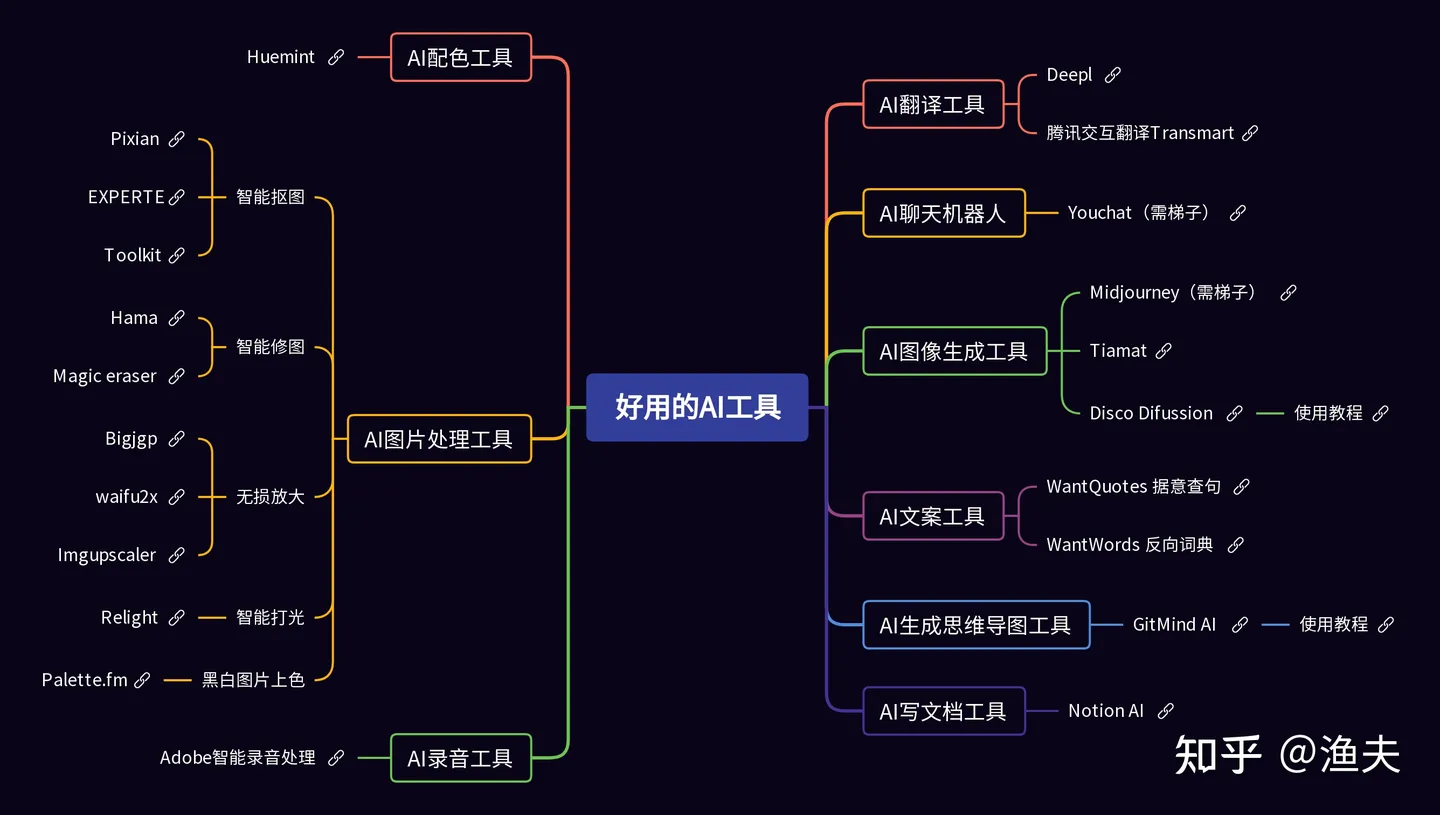 好用的AI工具
AI翻译工具
Deepl
腾讯交互翻译Transmart
AI聊天机器人
Youchat（需梯子）
AI图像生成工具
Midjourney（需梯子）
Tiamat
Disco Difussion
使用教程
AI文案工具
WantQuotes 据意查句
WantWords 反向词典
AI生成思维导图工具
GitMind AI
使用教程
AI写文档工具
Notion AI
AI配色工具
Huemint
AI图片处理工具
智能抠图
Pixian
EXPERTE
Toolkit
智能修图
Hama
Magic eraser
无损放大
Bigjgp
waifu2x
Imgupscaler
智能打光
Relight
黑白图片上色
Palette.fm
AI录音工具
Adobe智能录音处理
知乎 @渔夫